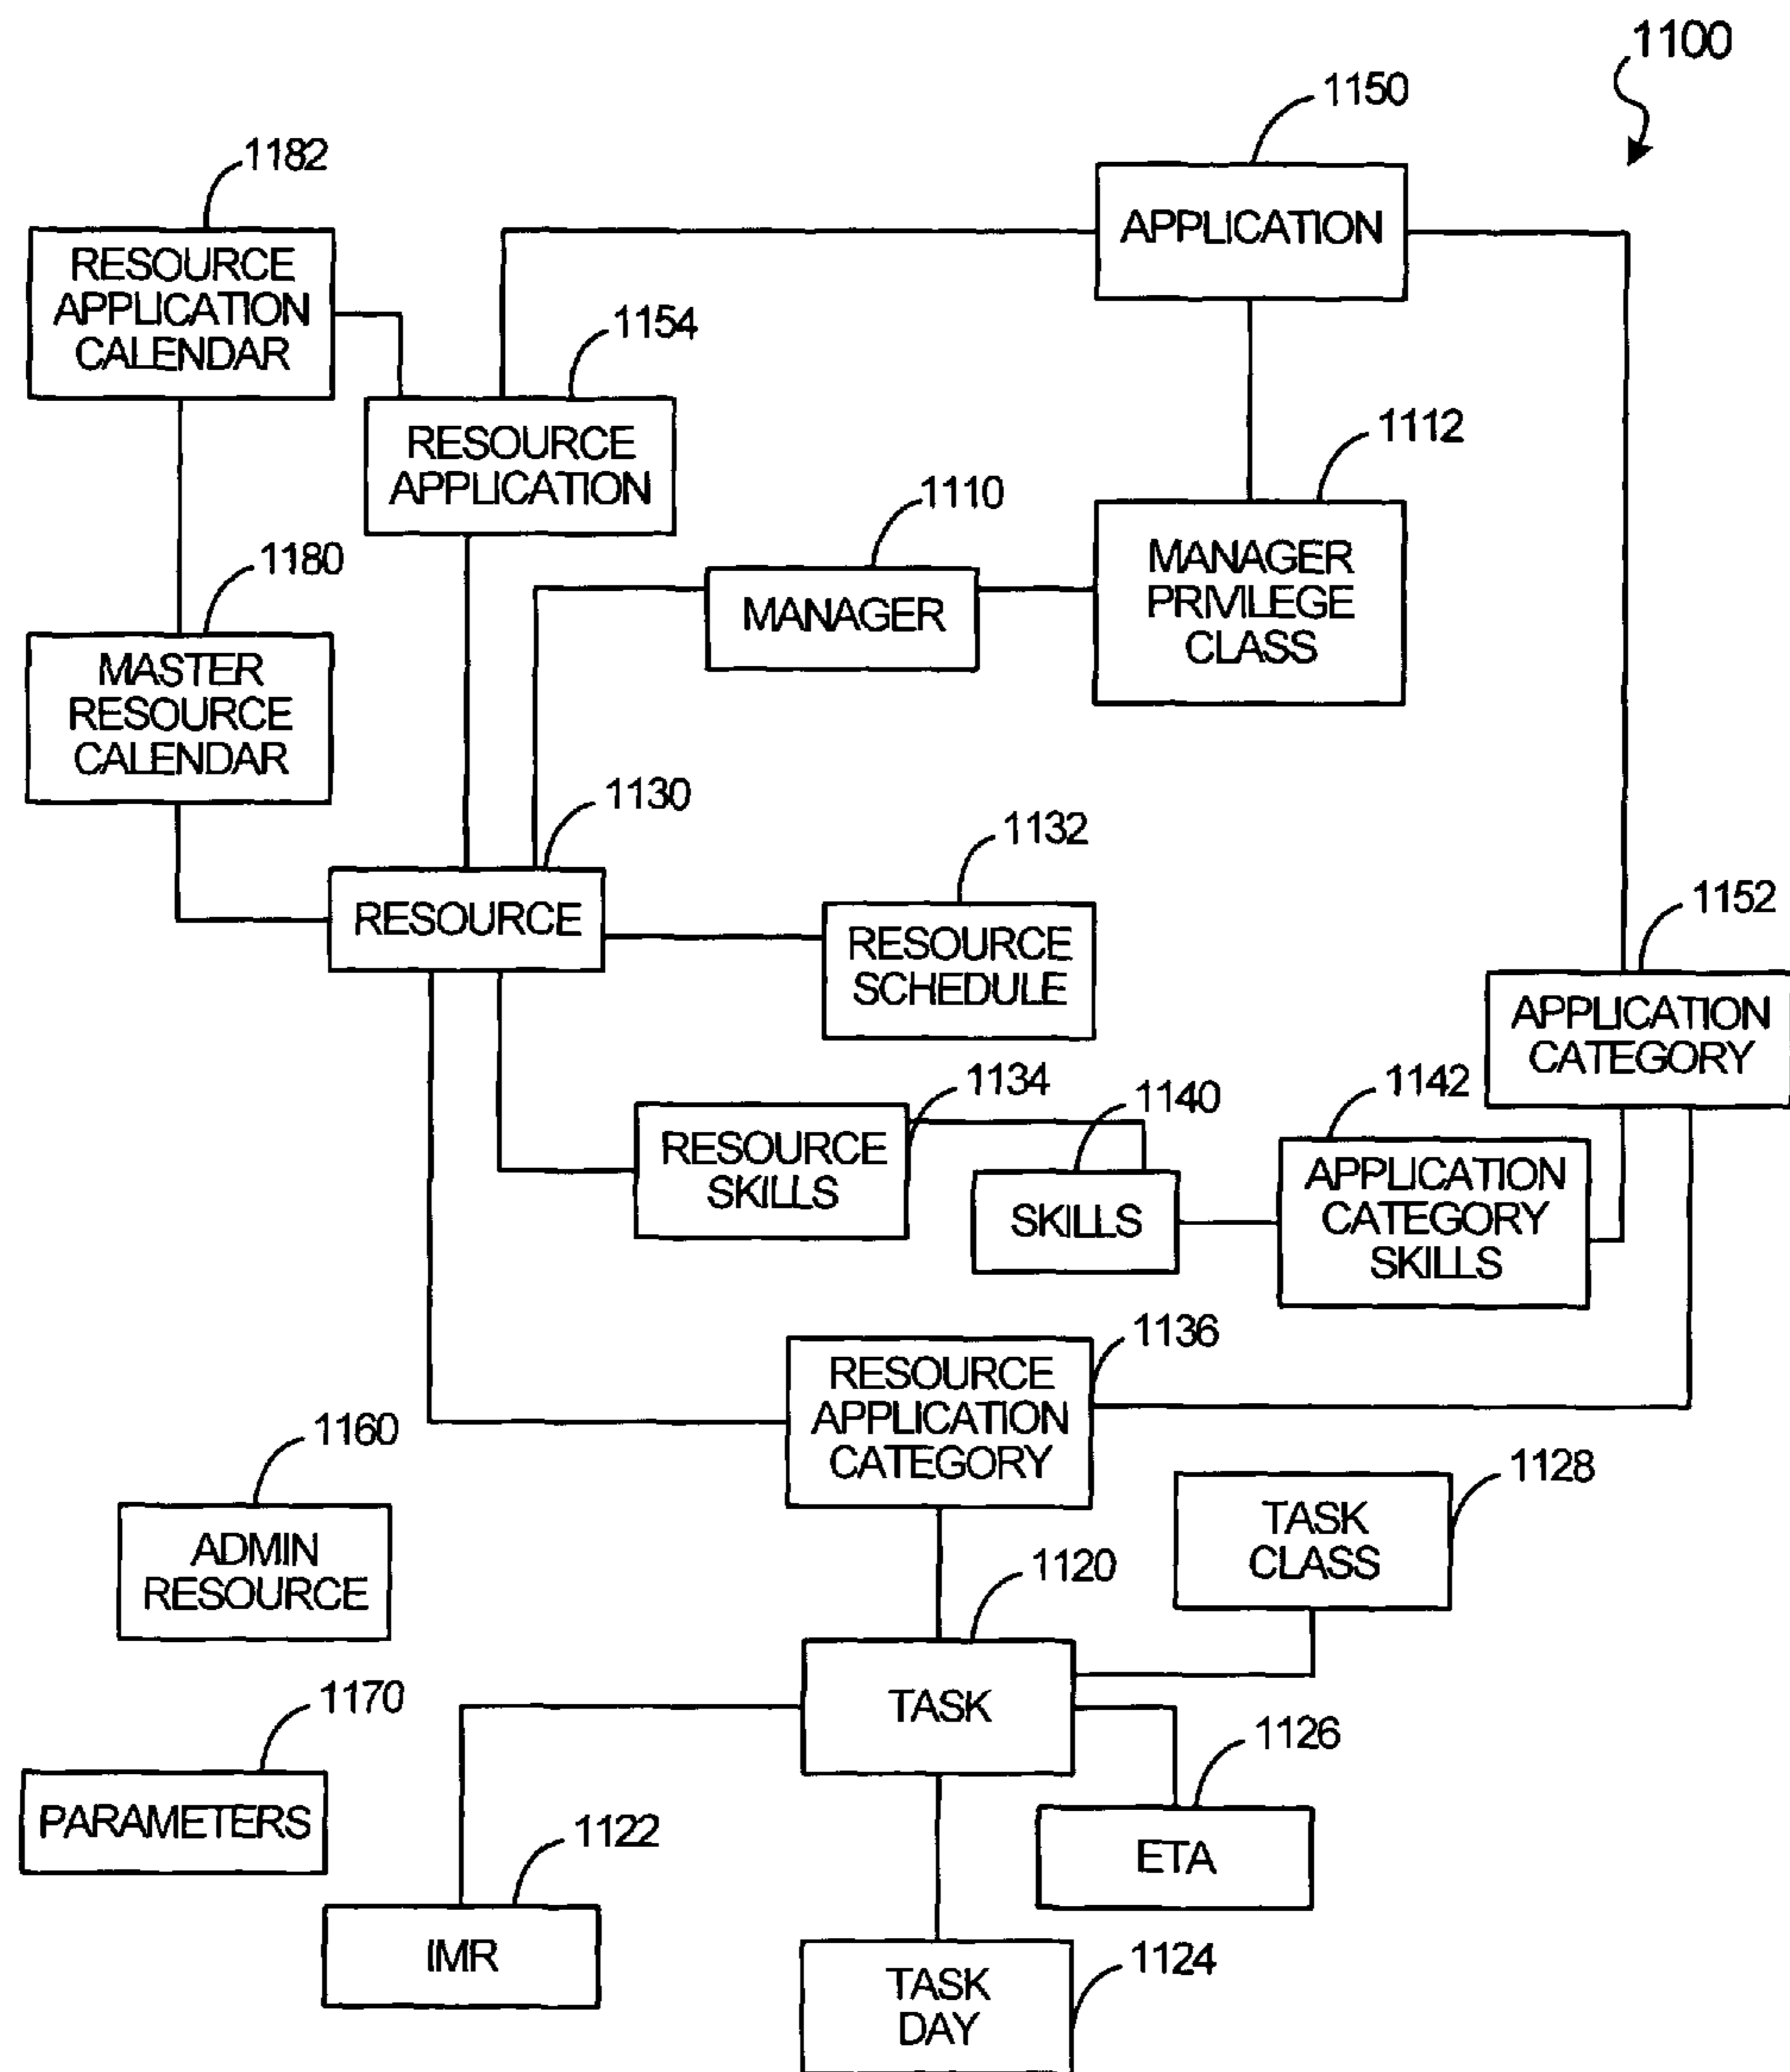 1100
1150
APPLICATION
1182
RESOURCE
APPLICATION
CALENDAR
1154
RESOURCE
APPLICATION
1112
MANAGER
PRIVILEGE
CLASS
1110
MANAGER
1180
MASTER
RESOURCE
CALENDAR
1130
RESOURCE
1132
RESOURCE
SCHEDULE
1152
APPLICATION
CATEGORY
1134
RESOURCE
SKILLS
1140
SKILLS
1142
APPLICATION
CATEGORY
SKILLS
1136
RESOURCE
APPLICATION
CATEGORY
1160
ADMIN
RESOURCE
1128
TASK
CLASS
1120
TASK
1170
PARAMETERS
1126
ETA
1122
IMR
1124
TASK
DAY